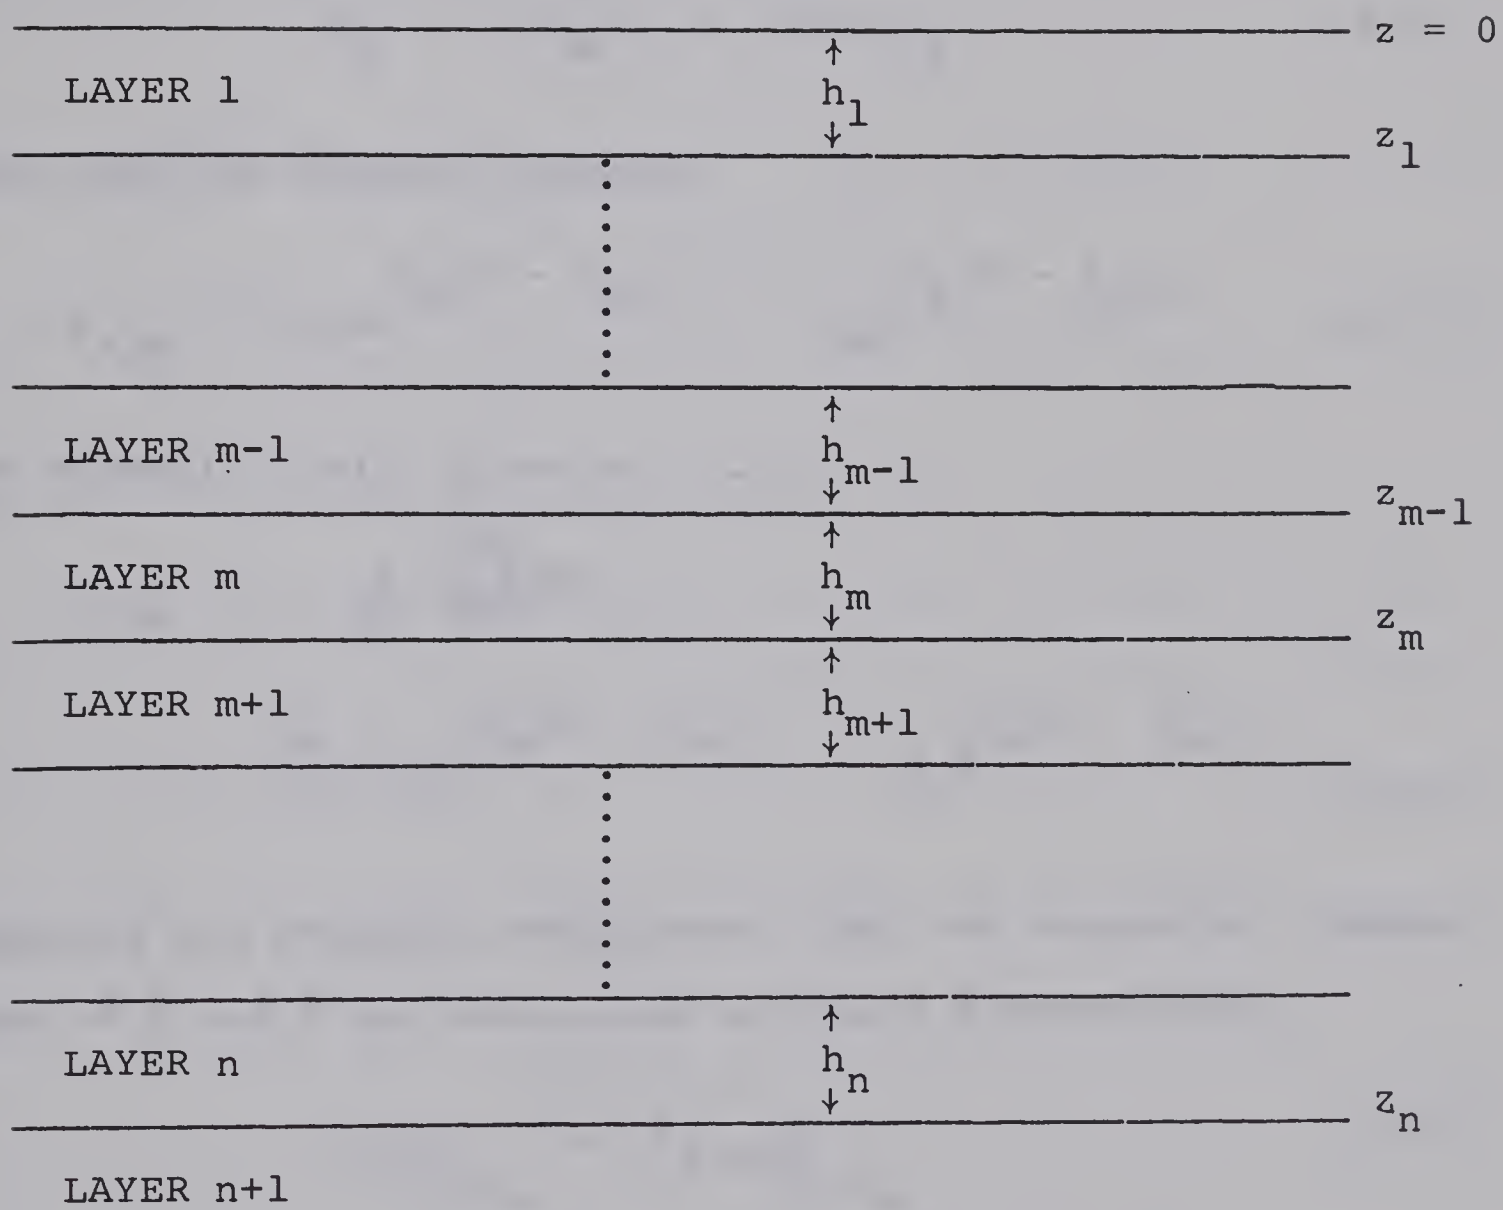 z = 0
LAYER 1
h1
z1
LAYER m-1
hm-1
zm-1
LAYER m
hm
zm
LAYER m+1
hm+1
LAYER n
hn
zn
LAYER n+1